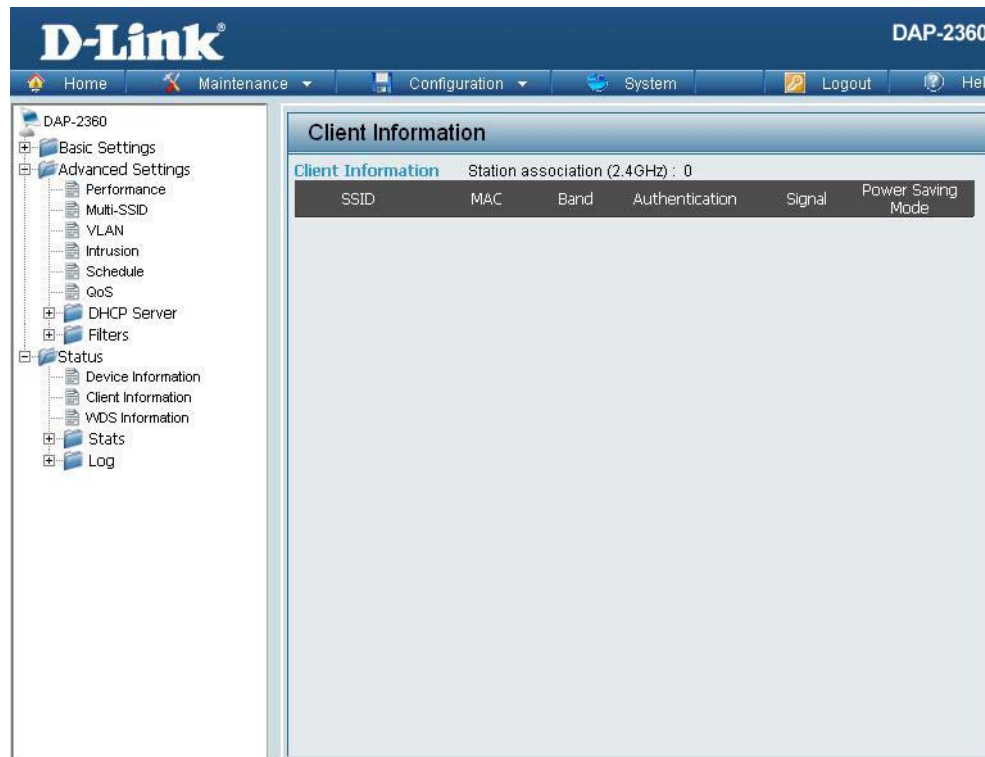 D-Link®
DAP-2360
Home Maintenance Configuration System Logout Hel
DAP-2360
Basic Settings
Advanced Settings
Performance
Multi-SSID
VLAN
Intrusion
Schedule
QoS
DHCP Server
Filters
Status
Device Information
Client Information
WDS Information
Stats
Log
Client Information
Client Information Station association (2.4GHz) : 0
SSID MAC Band Authentication Signal Power Saving Mode